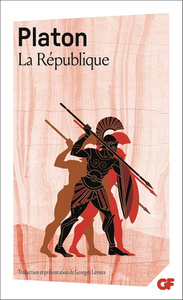 Platon
La République
Traduction et présentation de Georges Leroux
GF